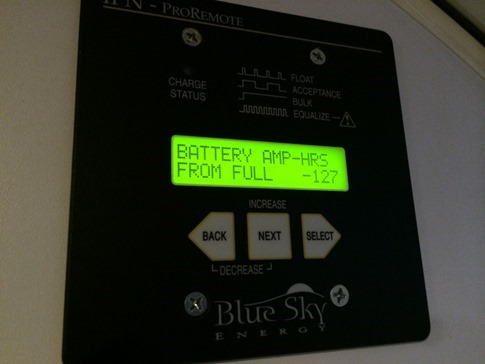 IPN - PROREMOTE
CHARGE
STATUS
FLOAT
ACCEPTANCE
BULK
EQUALIZE
BATTERY AMP-HRS
FROM FULL -127
INCREASE
BACK
NEXT
SELECT
DECREASE
Blue Sky
ENERGY